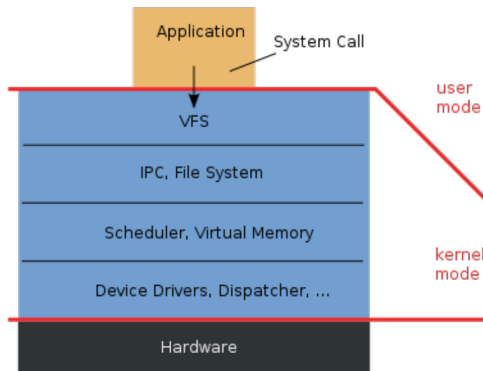 Application
System Call
user
mode
VFS
IPC, File System
Scheduler, Virtual Memory
kernel
mode
Device Drivers, Dispatcher, ...
Hardware